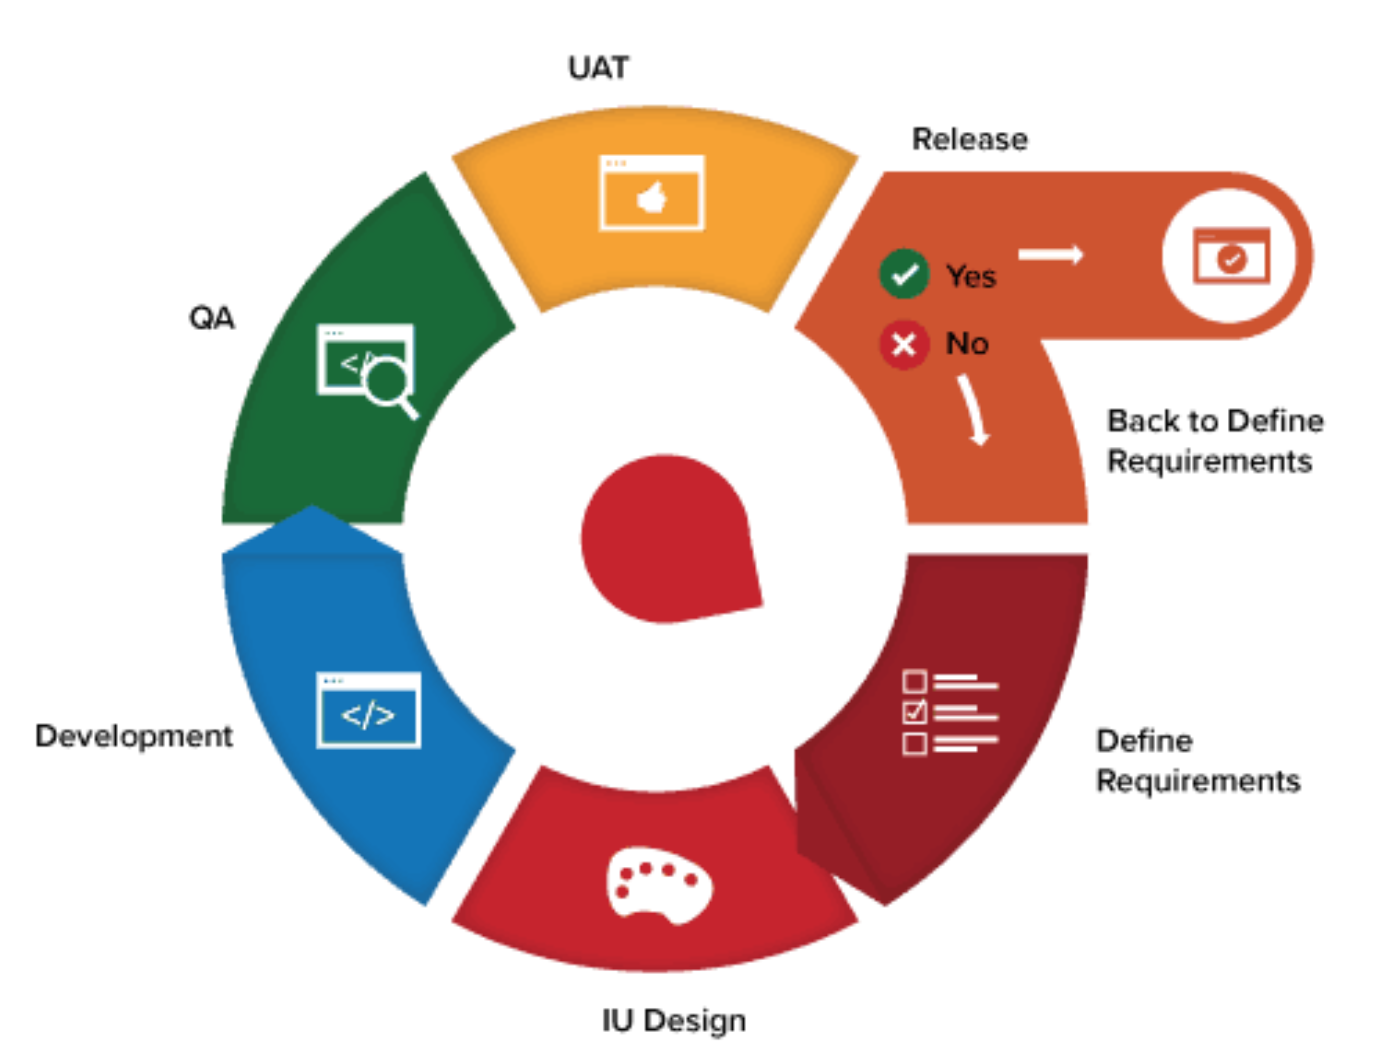 UAT
Release
Yes
No
QA
Back to Define
Requirements
</>
Development
Define
Requirements
IU Design